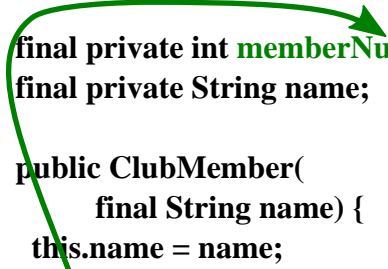 final private int memberNu
final private String name;
public ClubMember(
final String name) {
this.name = name;